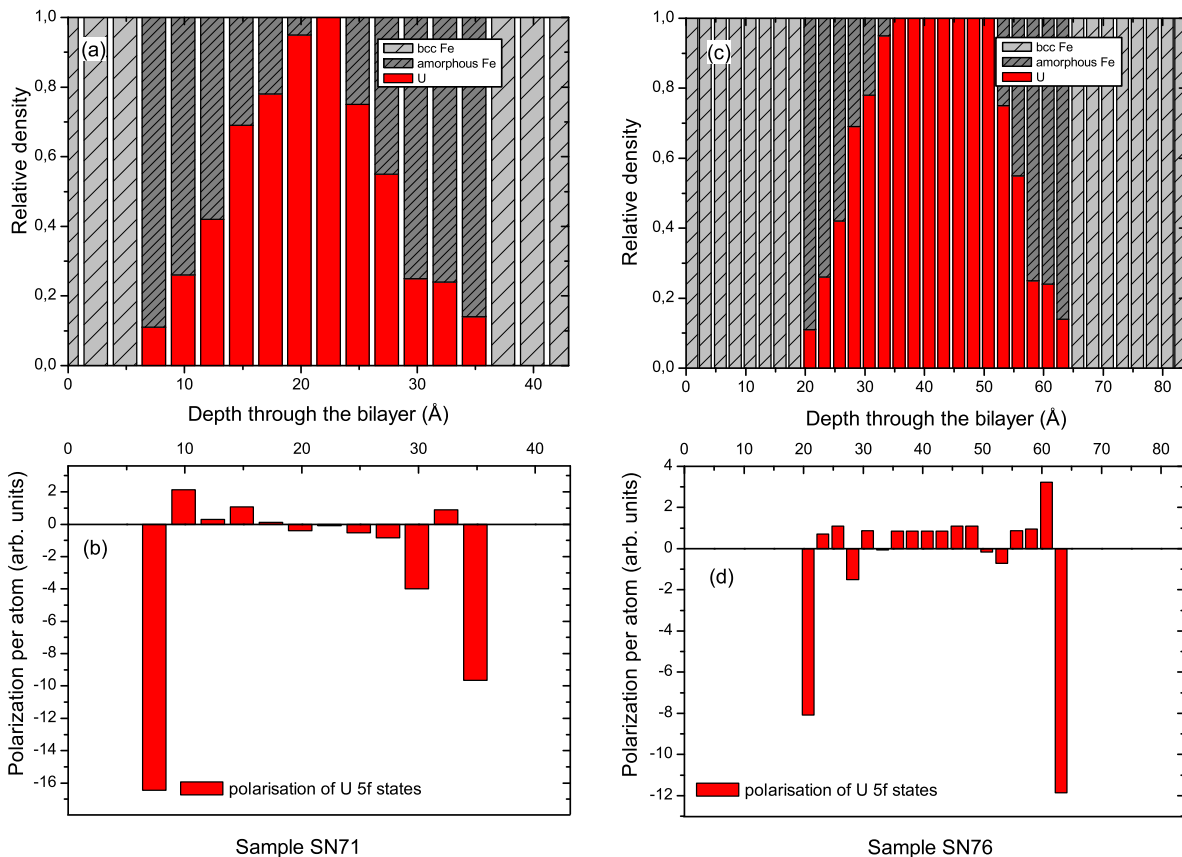 (a)
bcc Fe
amorphous Fe
U
1,0
0,8
0,6
0,4
0,2
0,0
Relative density
0 10 20 30 40
Depth through the bilayer (Å)
(c)
bcc Fe
amorphous Fe
U
1,0
0,8
0,6
0,4
0,2
0,0
Relative density
0 10 20 30 40 50 60 70 80
Depth through the bilayer (Å)
0 10 20 30 40
2
0
-2
-4
-6
-8
-10
-12
-14
-16
Polarization per atom (arb. units)
(b)
polarisation of U 5f states
Sample SN71
0 10 20 30 40 50 60 70 80
4
2
0
-2
-4
-6
-8
-10
-12
Polarization per atom (arb. units)
(d)
polarisation of U 5f states
Sample SN76